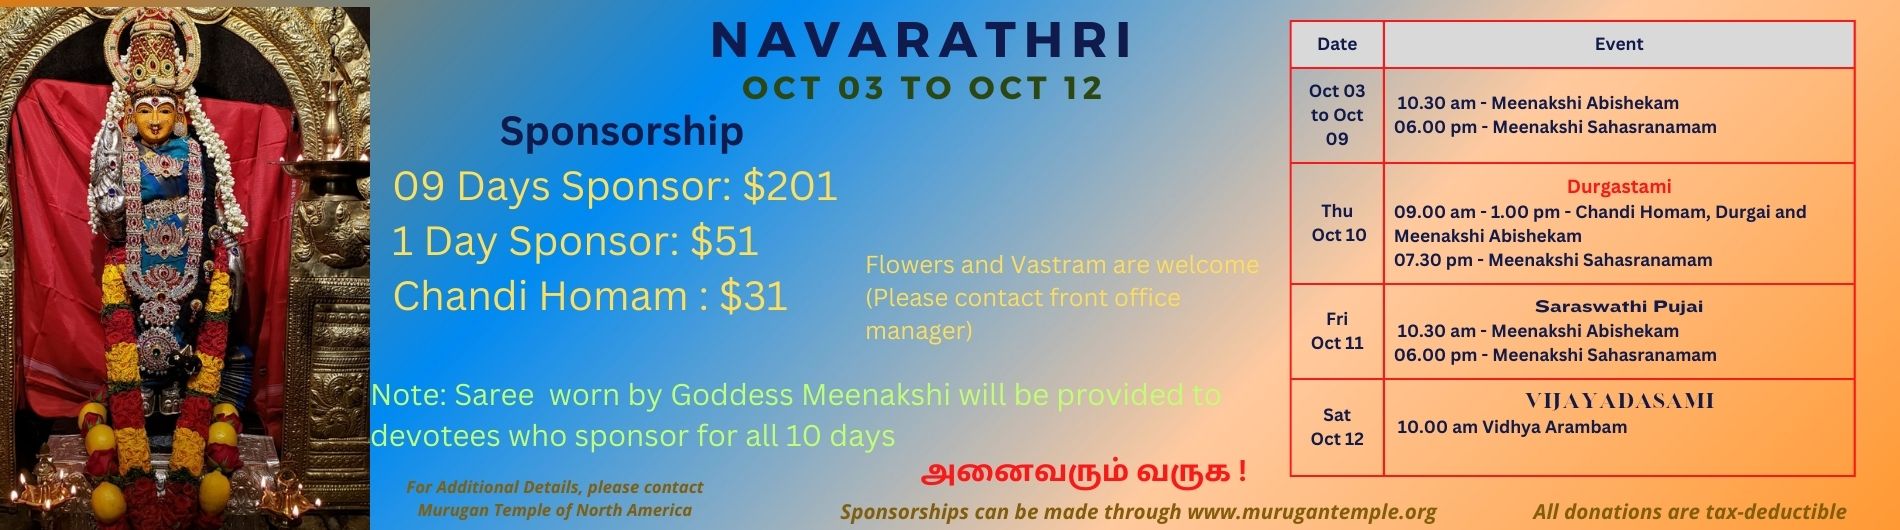 NAVARATHRI
OCT 03 TO OCT 12
Sponsorship
09 Days Sponsor: $201
1 Day Sponsor: $51
Chandi Homam : $31
Flowers and Vastram are welcome
(Please contact front office
manager)
Note: Saree worn by Goddess Meenakshi will be provided to
devotees who sponsor for all 10 days
For Additional Details, please contact
Murugan Temple of North America
அனைவரும் வருக !
Sponsorships can be made through www.murugantemple.org
All donations are tax-deductible
Date
Event
Oct 03
to Oct
09
10.30 am - Meenakshi Abishekam
06.00 pm - Meenakshi Sahasranamam
Thu
Oct 10
Durgastami
09.00 am - 1.00 pm - Chandi Homam, Durgai and
Meenakshi Abishekam
07.30 pm - Meenakshi Sahasranamam
Fri
Oct 11
Saraswathi Pujai
10.30 am - Meenakshi Abishekam
06.00 pm - Meenakshi Sahasranamam
Sat
Oct 12
VIJAYADASAMI
10.00 am Vidhya Arambam